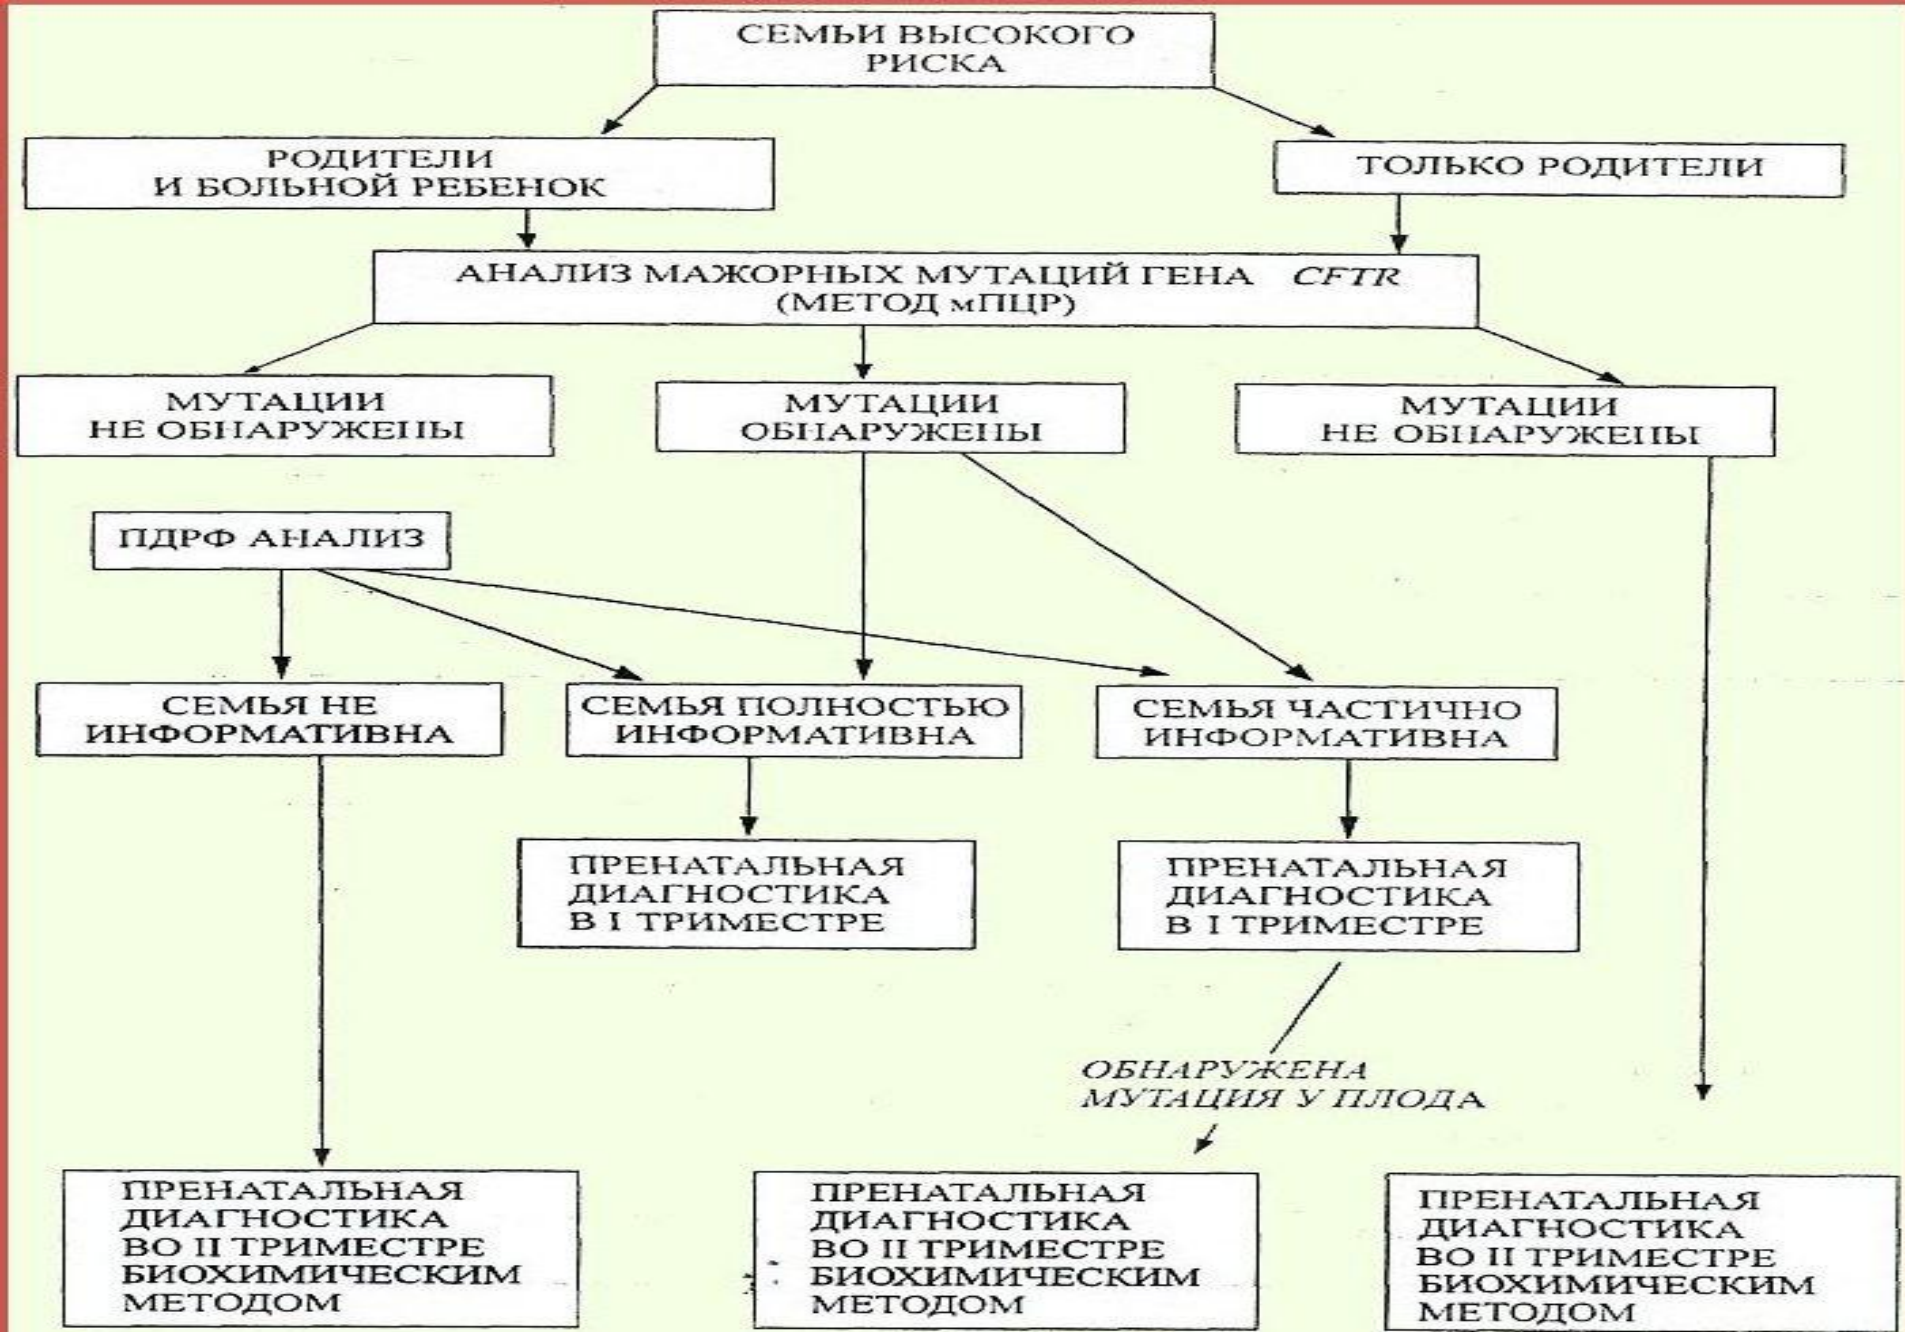 СЕМЬИ ВЫСОКОГО
РИСКА
РОДИТЕЛИ
И БОЛЬНОЙ РЕБЕНОК
ТОЛЬКО РОДИТЕЛИ
АНАЛИЗ МАЖОРНЫХ МУТАЦИЙ ГЕНА CFTR
(МЕТОД мПЦР)
МУТАЦИИ
НЕ ОБНАРУЖЕНЫ
МУТАЦИИ
ОБНАРУЖЕНЫ
МУТАЦИИ
НЕ ОБНАРУЖЕНЫ
ПДРФ АНАЛИЗ
СЕМЬЯ НЕ
ИНФОРМАТИВНА
СЕМЬЯ ПОЛНОСТЬЮ
ИНФОРМАТИВНА
СЕМЬЯ ЧАСТИЧНО
ИНФОРМАТИВНА
ПРЕНАТАЛЬНАЯ
ДИАГНОСТИКА
В I ТРИМЕСТРЕ
ПРЕНАТАЛЬНАЯ
ДИАГНОСТИКА
В I ТРИМЕСТРЕ
ОБНАРУЖЕНА
МУТАЦИЯ У ПЛОДА
ПРЕНАТАЛЬНАЯ
ДИАГНОСТИКА
ВО II ТРИМЕСТРЕ
БИОХИМИЧЕСКИМ
МЕТОДОМ
ПРЕНАТАЛЬНАЯ
ДИАГНОСТИКА
ВО II ТРИМЕСТРЕ
БИОХИМИЧЕСКИМ
МЕТОДОМ
ПРЕНАТАЛЬНАЯ
ДИАГНОСТИКА
ВО II ТРИМЕСТРЕ
БИОХИМИЧЕСКИМ
МЕТОДОМ